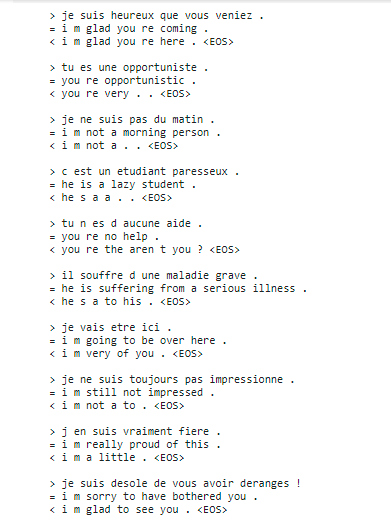 > je suis heureux que vous veniez .
= i m glad you re coming .
< i m glad you re here . <EOS>
> tu es une opportuniste .
= you re opportunistic .
< you re very . . <EOS>
> je ne suis pas du matin .
= i m not a morning person .
< i m not a . . <EOS>
> c est un etudiant paresseux .
= he is a lazy student .
< he s a a . . <EOS>
> tu n es d aucune aide .
= you re no help .
< you re the aren t you ? <EOS>
> il souffre d une maladie grave .
= he is suffering from a serious illness .
< he s a to his . <EOS>
> je vais etre ici .
= i m going to be over here .
< i m very of you . <EOS>
> je ne suis toujours pas impressionne .
= i m still not impressed .
< i m not a to . <EOS>
> j en suis vraiment fiere .
= i m really proud of this .
< i m a little . <EOS>
> je suis desole de vous avoir deranges !
= i m sorry to have bothered you .
< i m glad to see you . <EOS>